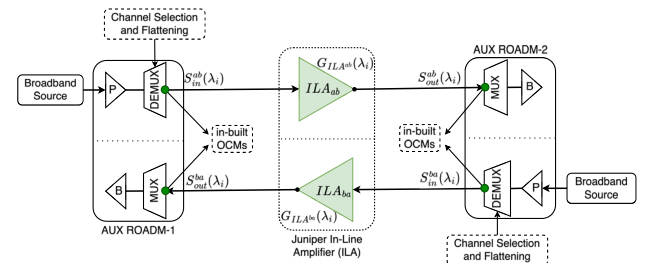 Channel Selection
and Flattening
AUX ROADM-2
Broadband
Source
P
DEMUX
S_{in}^{ab}(λ_i)
G_{ILA^{ab}}(λ_i)
ILA_{ab}
S_{out}^{ab}(λ_i)
MUX
B
in-built
OCMs
in-built
OCMs
B
MUX
S_{out}^{ba}(λ_i)
ILA_{ba}
G_{ILA^{ba}}(λ_i)
S_{in}^{ba}(λ_i)
DEMUX
P
Broadband
Source
AUX ROADM-1
Juniper In-Line
Amplifier (ILA)
Channel Selection
and Flattening